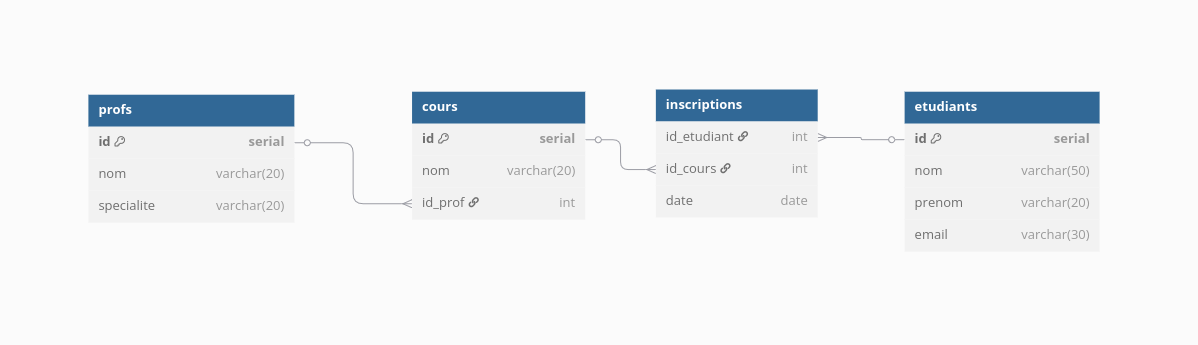 profs
id serial
nom varchar(20)
specialite varchar(20)
cours
id serial
nom varchar(20)
id_prof int
inscriptions
id_etudiant int
id_cours int
date date
etudiants
id serial
nom varchar(50)
prenom varchar(20)
email varchar(30)